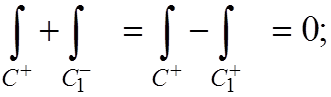 ∫_{C⁺} + ∫_{C₁⁻} = ∫_{C⁺} − ∫_{C₁⁺} = 0;